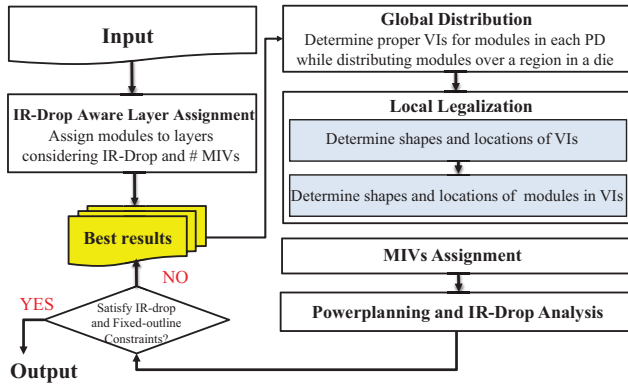 Input
IR-Drop Aware Layer Assignment
Assign modules to layers
considering IR-Drop and # MIVs
Best results
NO
YES
Satisfy IR-drop
and Fixed-outline
Constraints?
Output
Global Distribution
Determine proper VIs for modules in each PD
while distributing modules over a region in a die
Local Legalization
Determine shapes and locations of VIs
Determine shapes and locations of modules in VIs
MIVs Assignment
Powerplanning and IR-Drop Analysis